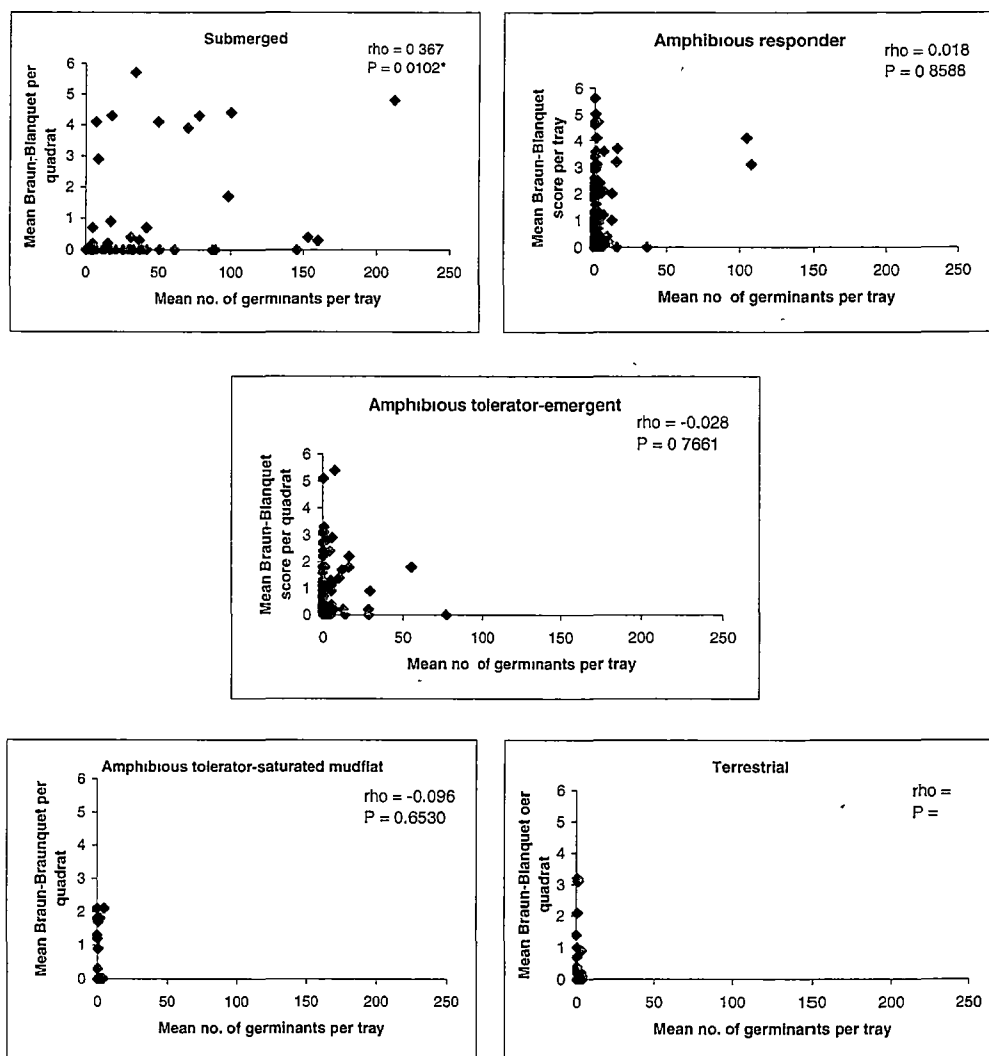 Submerged
rho = 0 367
P = 0 0102*
Mean Braun-Blanquet per
quadrat
6
5
4
3
2
1
0
0 50 100 150 200 250
Mean no. of germinants per tray
Amphibious responder
rho = 0.018
P = 0 8588
Mean Braun-Blanquet
score per tray
6
5
4
3
2
1
0
0 50 100 150 200 250
Mean no of germinants per tray
Amphibious tolerator-emergent
rho = -0.028
P = 0 7661
Mean Braun-Blanquet
score per quadrat
6
5
4
3
2
1
0
0 50 100 150 200 250
Mean no of germinants per tray
Amphibious tolerator-saturated mudflat
rho = -0.096
P = 0.6530
Mean Braun-Braunquet per
quadrat
6
5
4
3
2
1
0
0 50 100 150 200 250
Mean no. of germinants per tray
Terrestrial
rho =
P =
Mean Braun-Blanquet oer
quadrat
6
5
4
3
2
1
0
0 50 100 150 200 250
Mean no. of germinants per tray